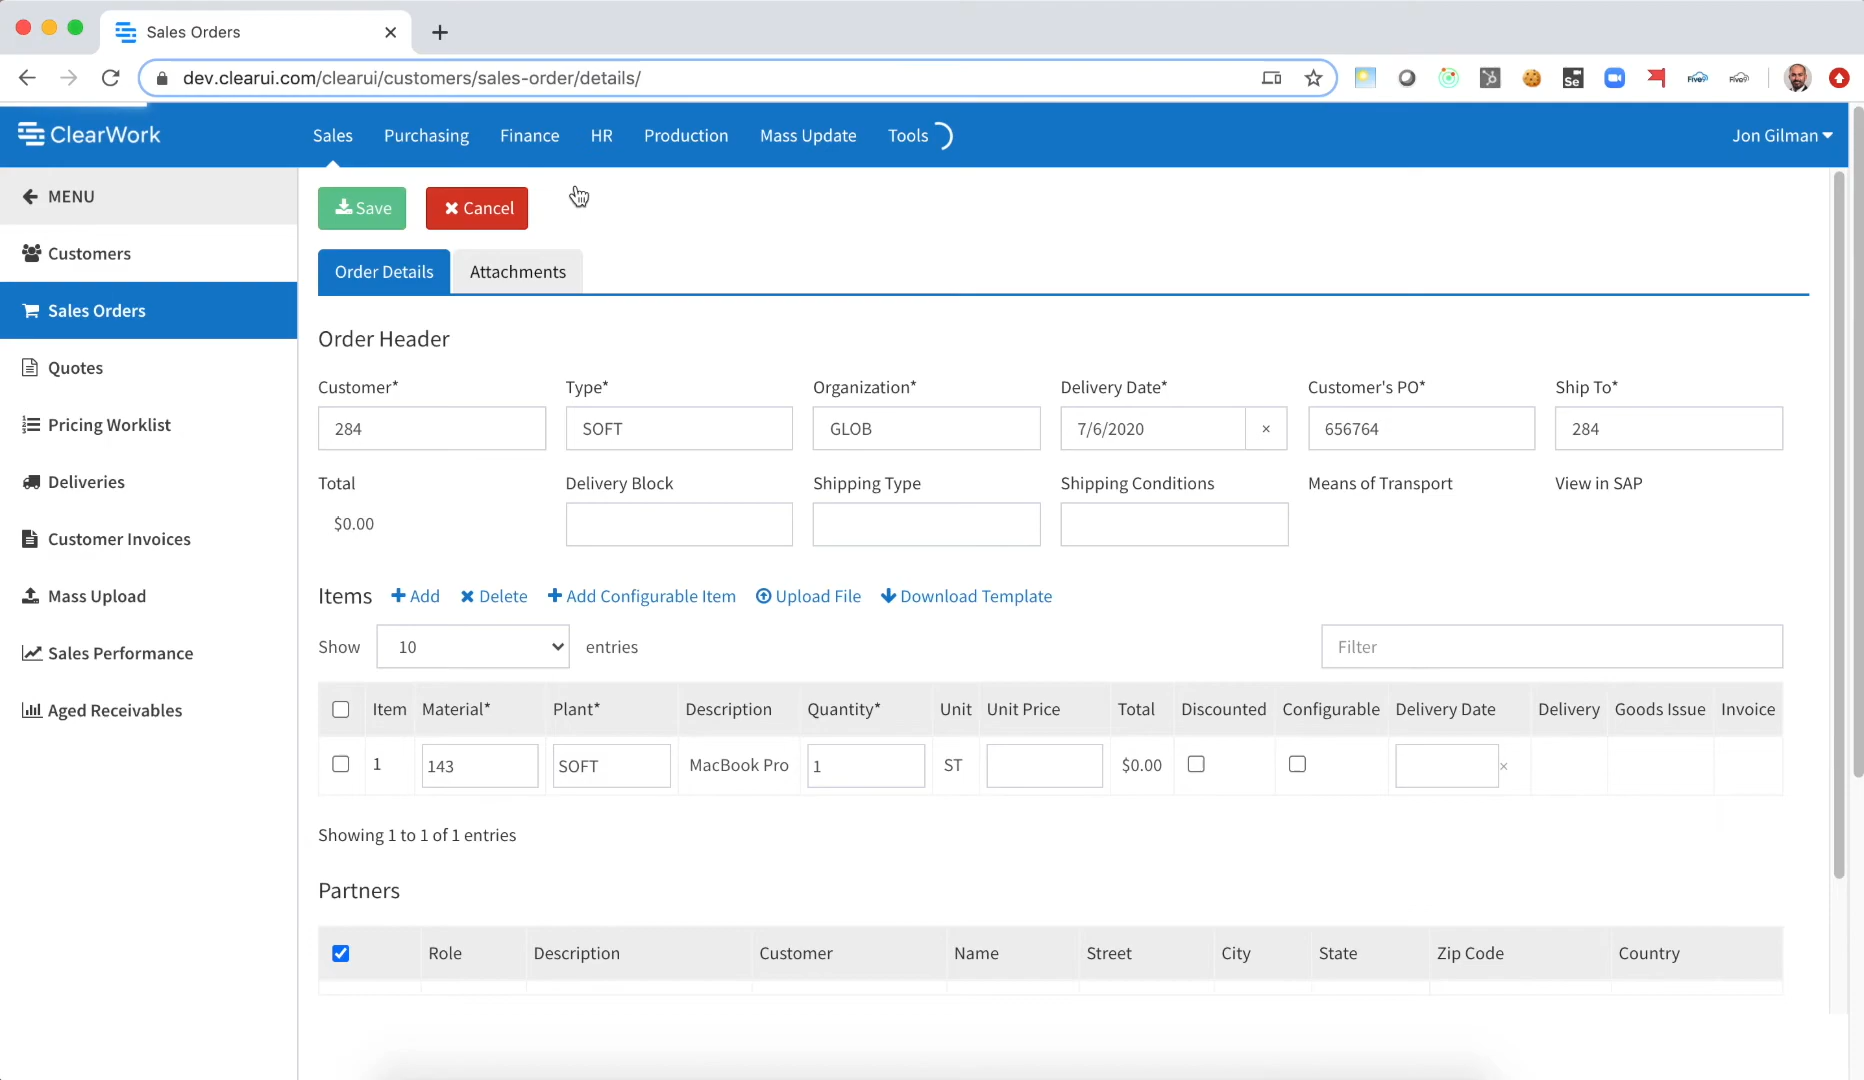 Sales Orders
dev.clearui.com/clearui/customers/sales-order/details/
Se
Five9
Five9
ClearWork
Sales Purchasing Finance HR Production Mass Update Tools
Jon Gilman
MENU
Customers
Sales Orders
Quotes
Pricing Worklist
Deliveries
Customer Invoices
Mass Upload
Sales Performance
Aged Receivables
Save Cancel
Order Details Attachments
Order Header
Customer* Type* Organization* Delivery Date* Customer's PO* Ship To*
284 SOFT GLOB 7/6/2020 × 656764 284
Total Delivery Block Shipping Type Shipping Conditions Means of Transport View in SAP
$0.00
Items Add Delete Add Configurable Item Upload File Download Template
Show 10 entries Filter
Item Material* Plant* Description Quantity* Unit Unit Price Total Discounted Configurable Delivery Date Delivery Goods Issue Invoice
1 143 SOFT MacBook Pro 1 ST $0.00 ×
Showing 1 to 1 of 1 entries
Partners
Role Description Customer Name Street City State Zip Code Country